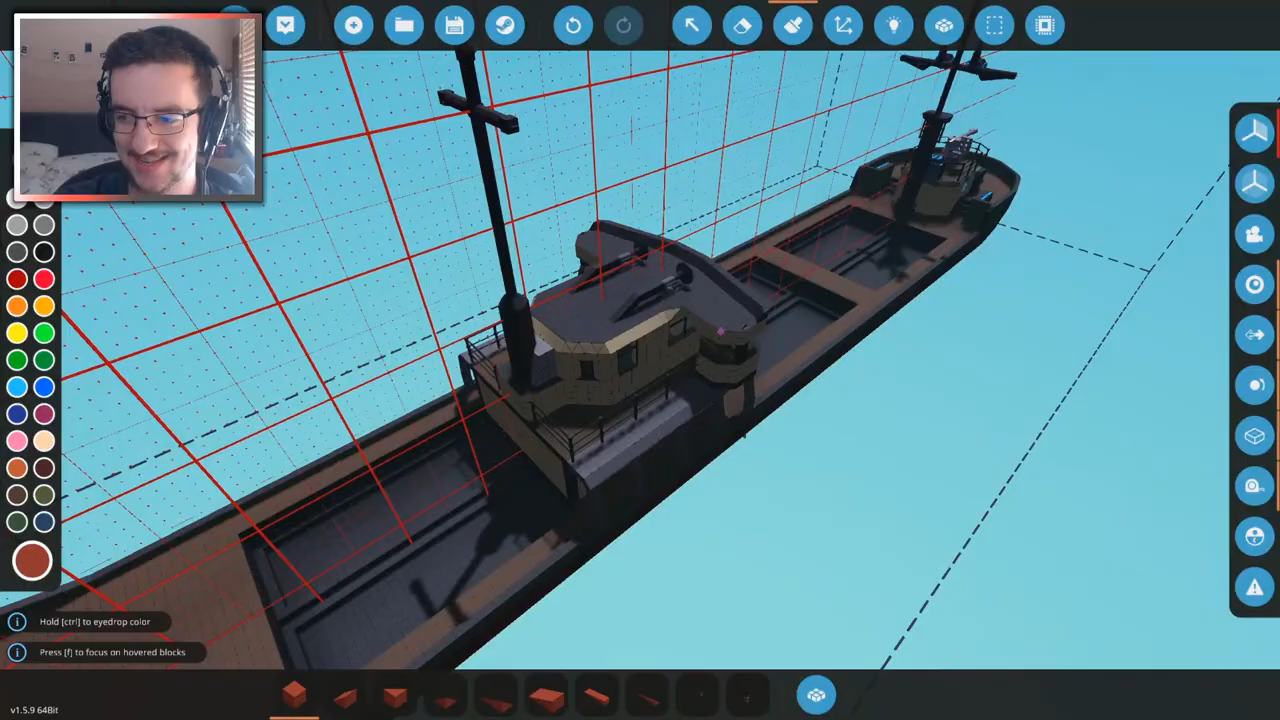 Hold [ctrl] to eyedrop color
Press [f] to focus on hovered blocks
v1.5.9 64Bit